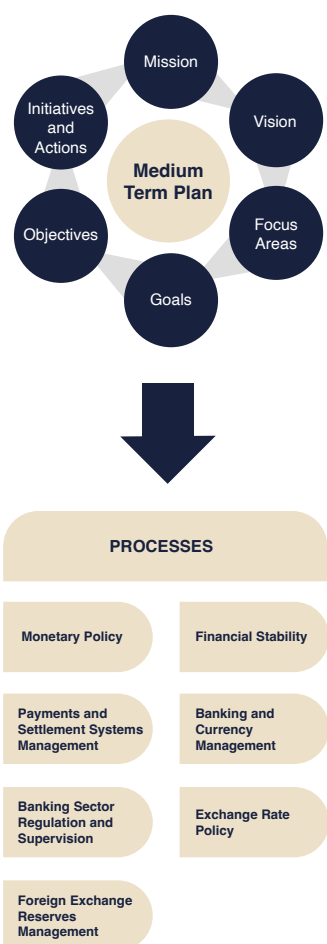 Mission
Vision
Focus
Areas
Goals
Objectives
Initiatives
and
Actions
Medium
Term Plan
PROCESSES
Monetary Policy
Financial Stability
Payments and
Settlement Systems
Management
Banking and
Currency
Management
Banking Sector
Regulation and
Supervision
Exchange Rate
Policy
Foreign Exchange
Reserves
Management